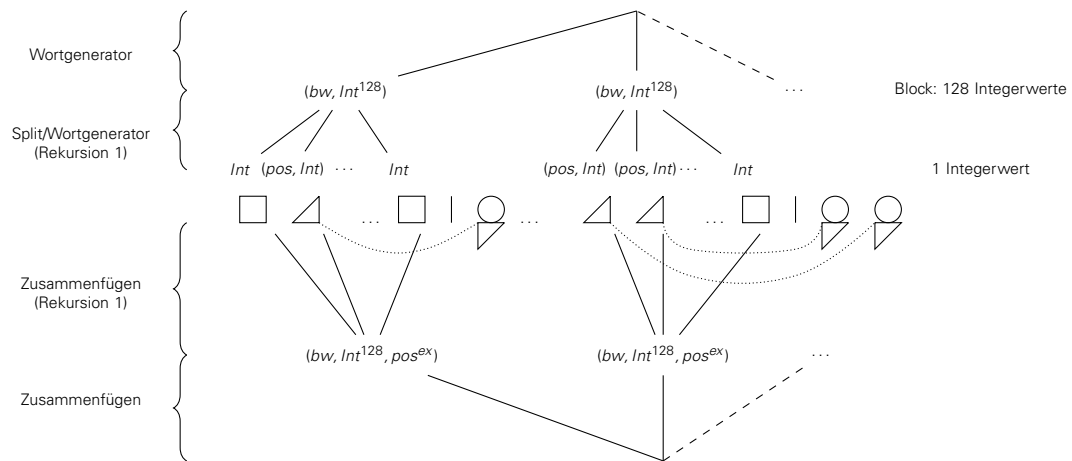 Wortgenerator
(bw, Int¹²⁸) (bw, Int¹²⁸) ... Block: 128 Integerwerte
Split/Wortgenerator
(Rekursion 1)
Int (pos, Int) ... Int (pos, Int) (pos, Int) ... Int 1 Integerwert
... ... ...
Zusammenfügen
(Rekursion 1)
(bw, Int¹²⁸, posᵉˣ) (bw, Int¹²⁸, posᵉˣ) ...
Zusammenfügen